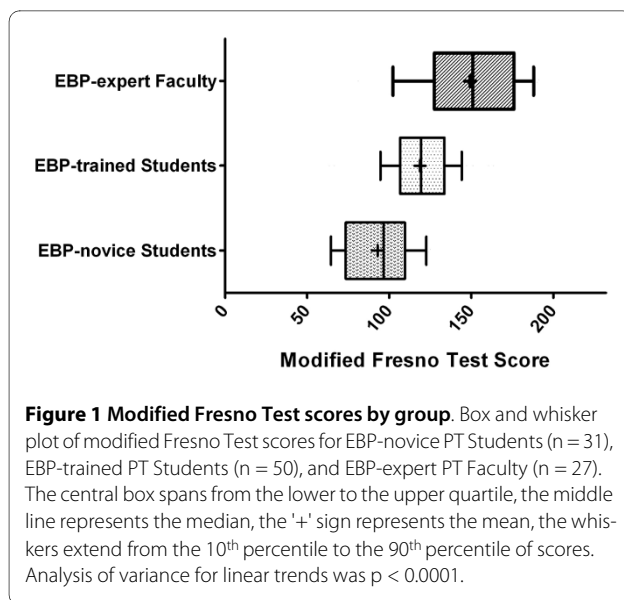 EBP-expert Faculty
EBP-trained Students
EBP-novice Students
0
50
100
150
200
Modified Fresno Test Score
Figure 1 Modified Fresno Test scores by group. Box and whisker
plot of modified Fresno Test scores for EBP-novice PT Students (n = 31),
EBP-trained PT Students (n = 50), and EBP-expert PT Faculty (n = 27).
The central box spans from the lower to the upper quartile, the middle
line represents the median, the '+' sign represents the mean, the whis-
kers extend from the 10th percentile to the 90th percentile of scores.
Analysis of variance for linear trends was p < 0.0001.